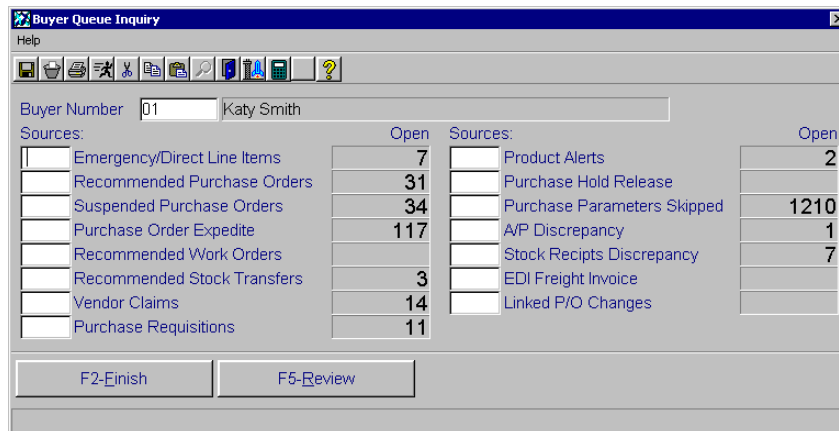 Buyer Queue Inquiry
Help
Buyer Number 01 Katy Smith
Sources: Open Sources: Open
Emergency/Direct Line Items 7 Product Alerts 2
Recommended Purchase Orders 31 Purchase Hold Release
Suspended Purchase Orders 34 Purchase Parameters Skipped 1210
Purchase Order Expedite 117 A/P Discrepancy 1
Recommended Work Orders Stock Recipts Discrepancy 7
Recommended Stock Transfers 3 EDI Freight Invoice
Vendor Claims 14 Linked P/O Changes
Purchase Requisitions 11
F2-Finish F5-Review